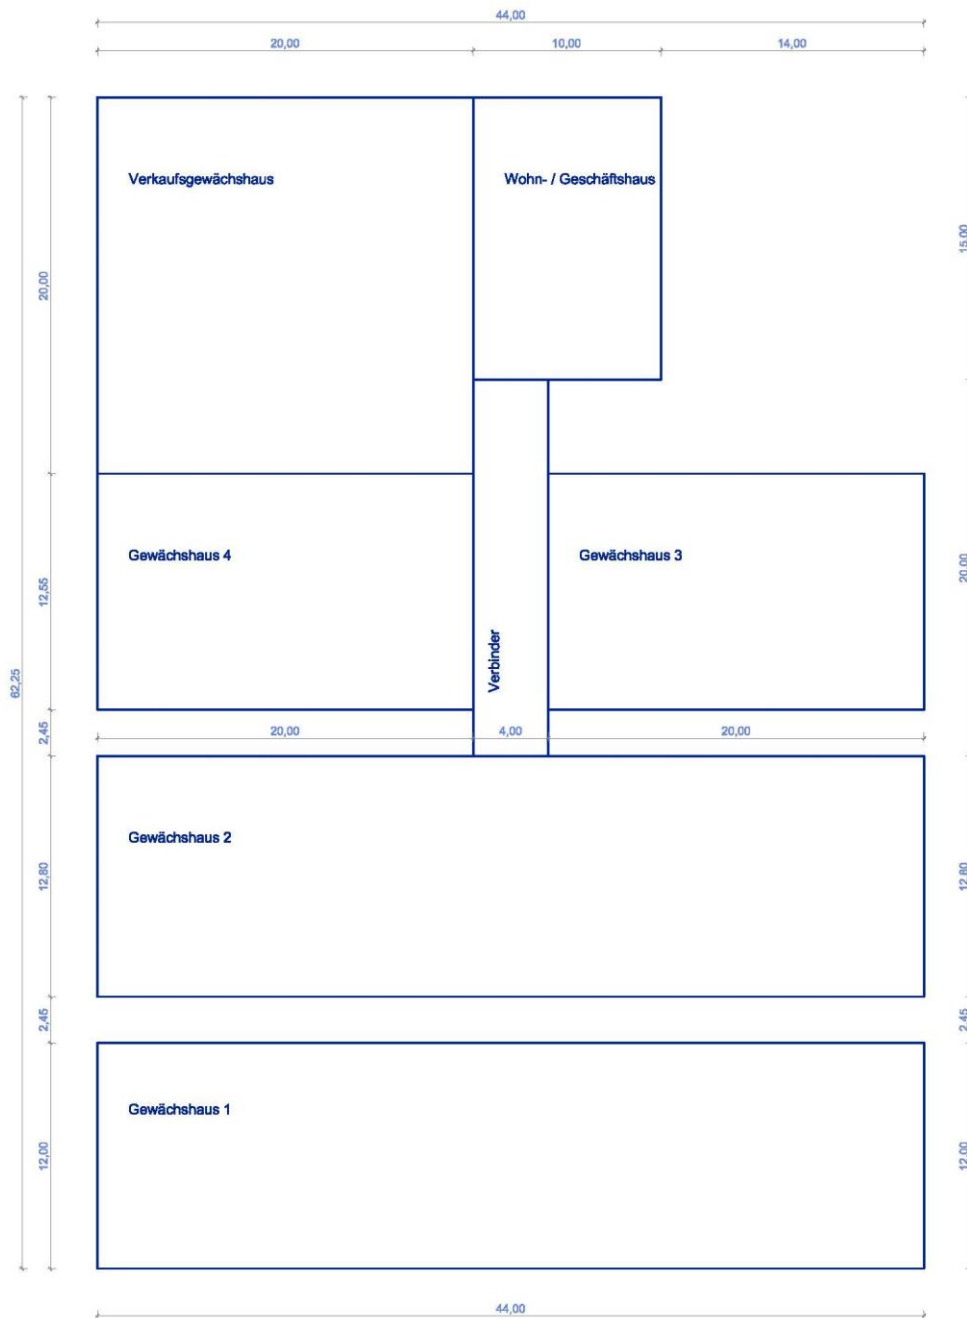 44,00
20,00
10,00
14,00
Verkaufsgewächshaus
Wohn- / Geschäftshaus
15,00
20,00
Gewächshaus 4
Gewächshaus 3
12,55
20,00
Verbinder
62,25
2,45
20,00
4,00
20,00
Gewächshaus 2
12,80
12,80
2,45
2,45
Gewächshaus 1
12,00
12,00
44,00